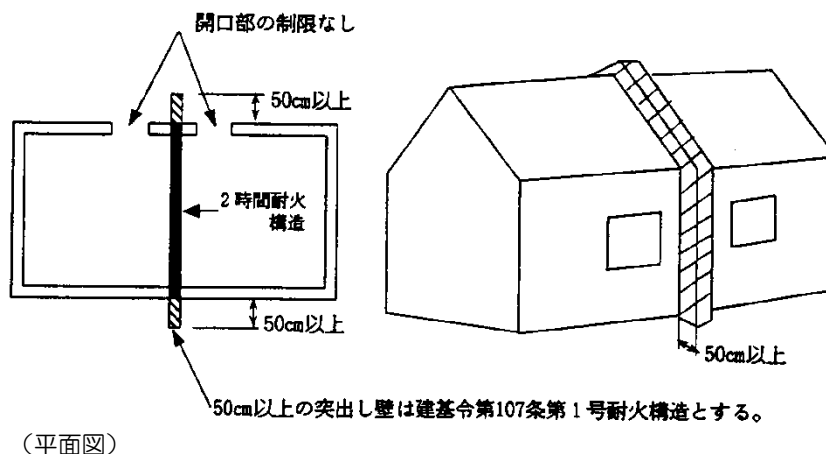 開口部の制限なし
50cm以上
2時間耐火
構造
50cm以上
50cm以上
50cm以上の突出し壁は建基令第107条第1号耐火構造とする。
（平面図）